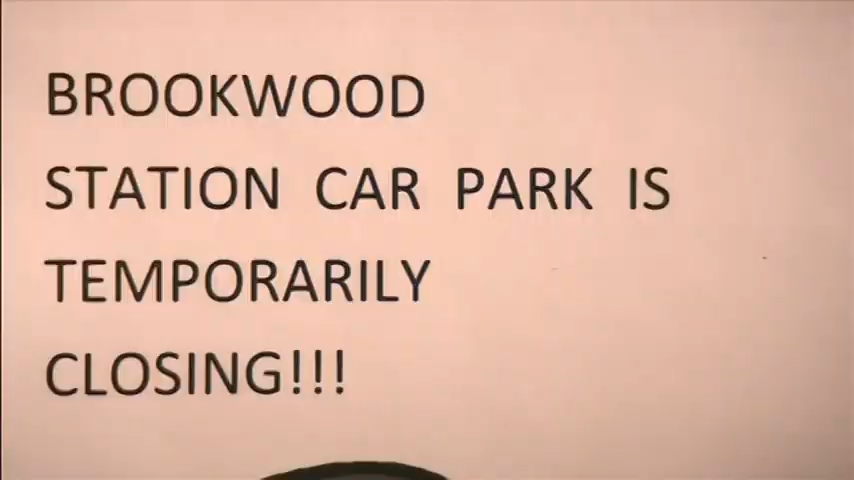 BROOKWOOD
STATION CAR PARK IS
TEMPORARILY
CLOSING!!!